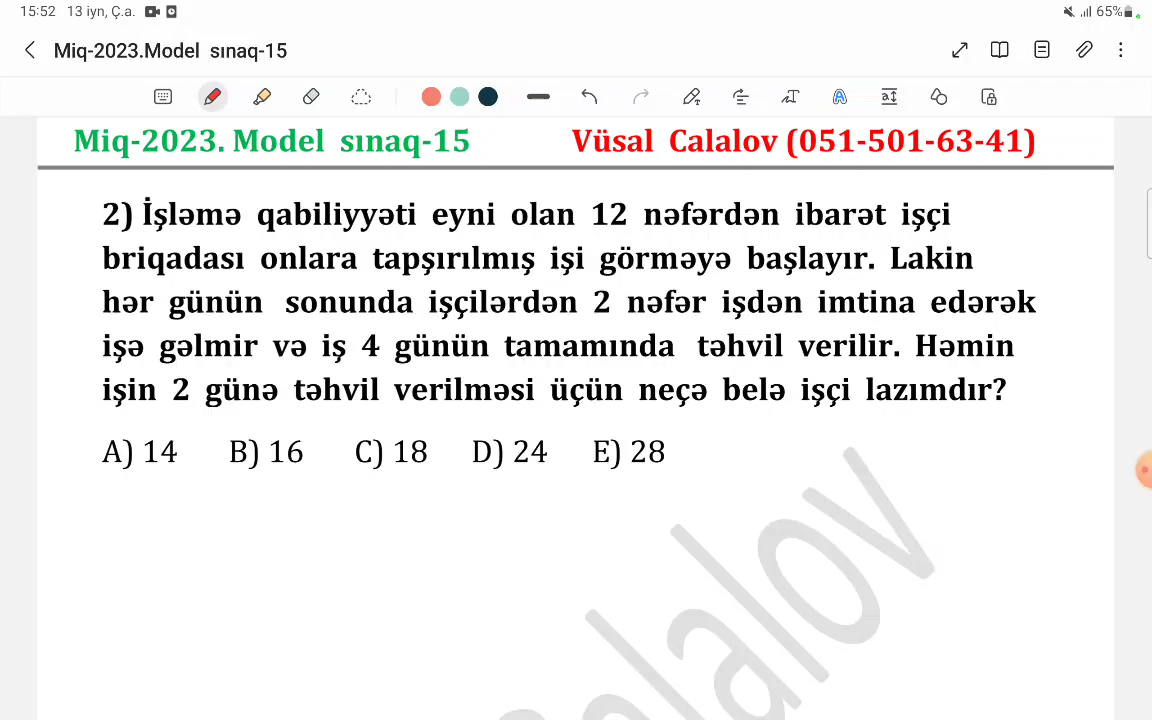 15:52 13 iyn, Ç.a. 65%
Miq-2023.Model sınaq-15
Miq-2023. Model sınaq-15 Vüsal Calalov (051-501-63-41)
2) İşləmə qabiliyyəti eyni olan 12 nəfərdən ibarət işçi
briqadası onlara tapşırılmış işi görməyə başlayır. Lakin
hər günün sonunda işçilərdən 2 nəfər işdən imtina edərək
işə gəlmir və iş 4 günün tamamında təhvil verilir. Həmin
işin 2 günə təhvil verilməsi üçün neçə belə işçi lazımdır?
A) 14 B) 16 C) 18 D) 24 E) 28
alalov